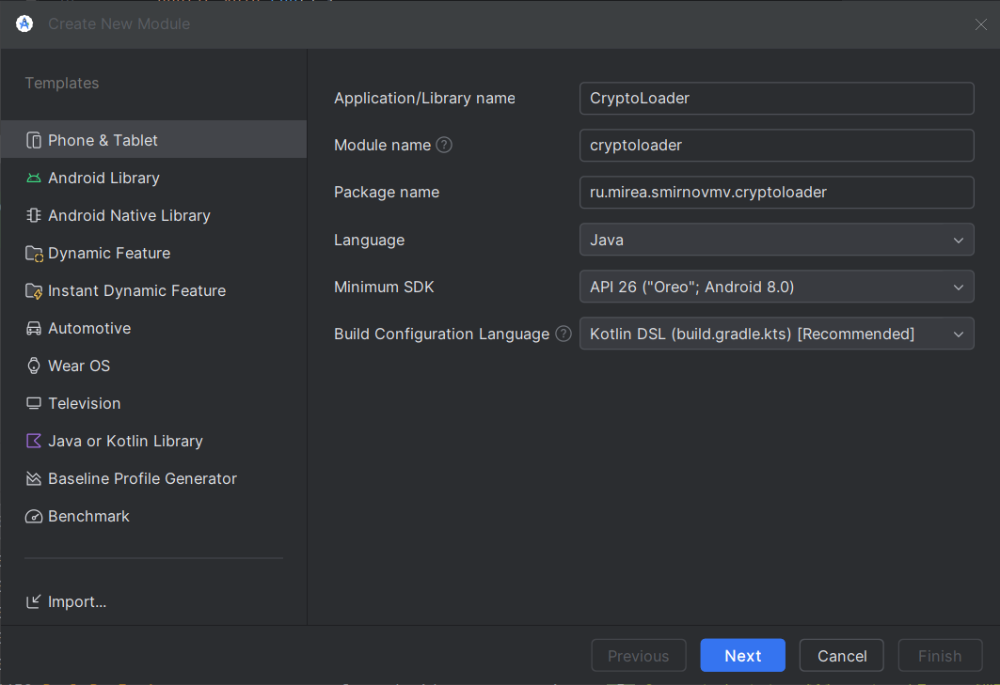 Create New Module
Templates
Phone & Tablet
Android Library
Android Native Library
Dynamic Feature
Instant Dynamic Feature
Automotive
Wear OS
Television
Java or Kotlin Library
Baseline Profile Generator
Benchmark
Import...
Application/Library name
CryptoLoader
Module name ?
cryptoloader
Package name
ru.mirea.smirnovmv.cryptoloader
Language
Java
Minimum SDK
API 26 ("Oreo"; Android 8.0)
Build Configuration Language ?
Kotlin DSL (build.gradle.kts) [Recommended]
Previous
Next
Cancel
Finish